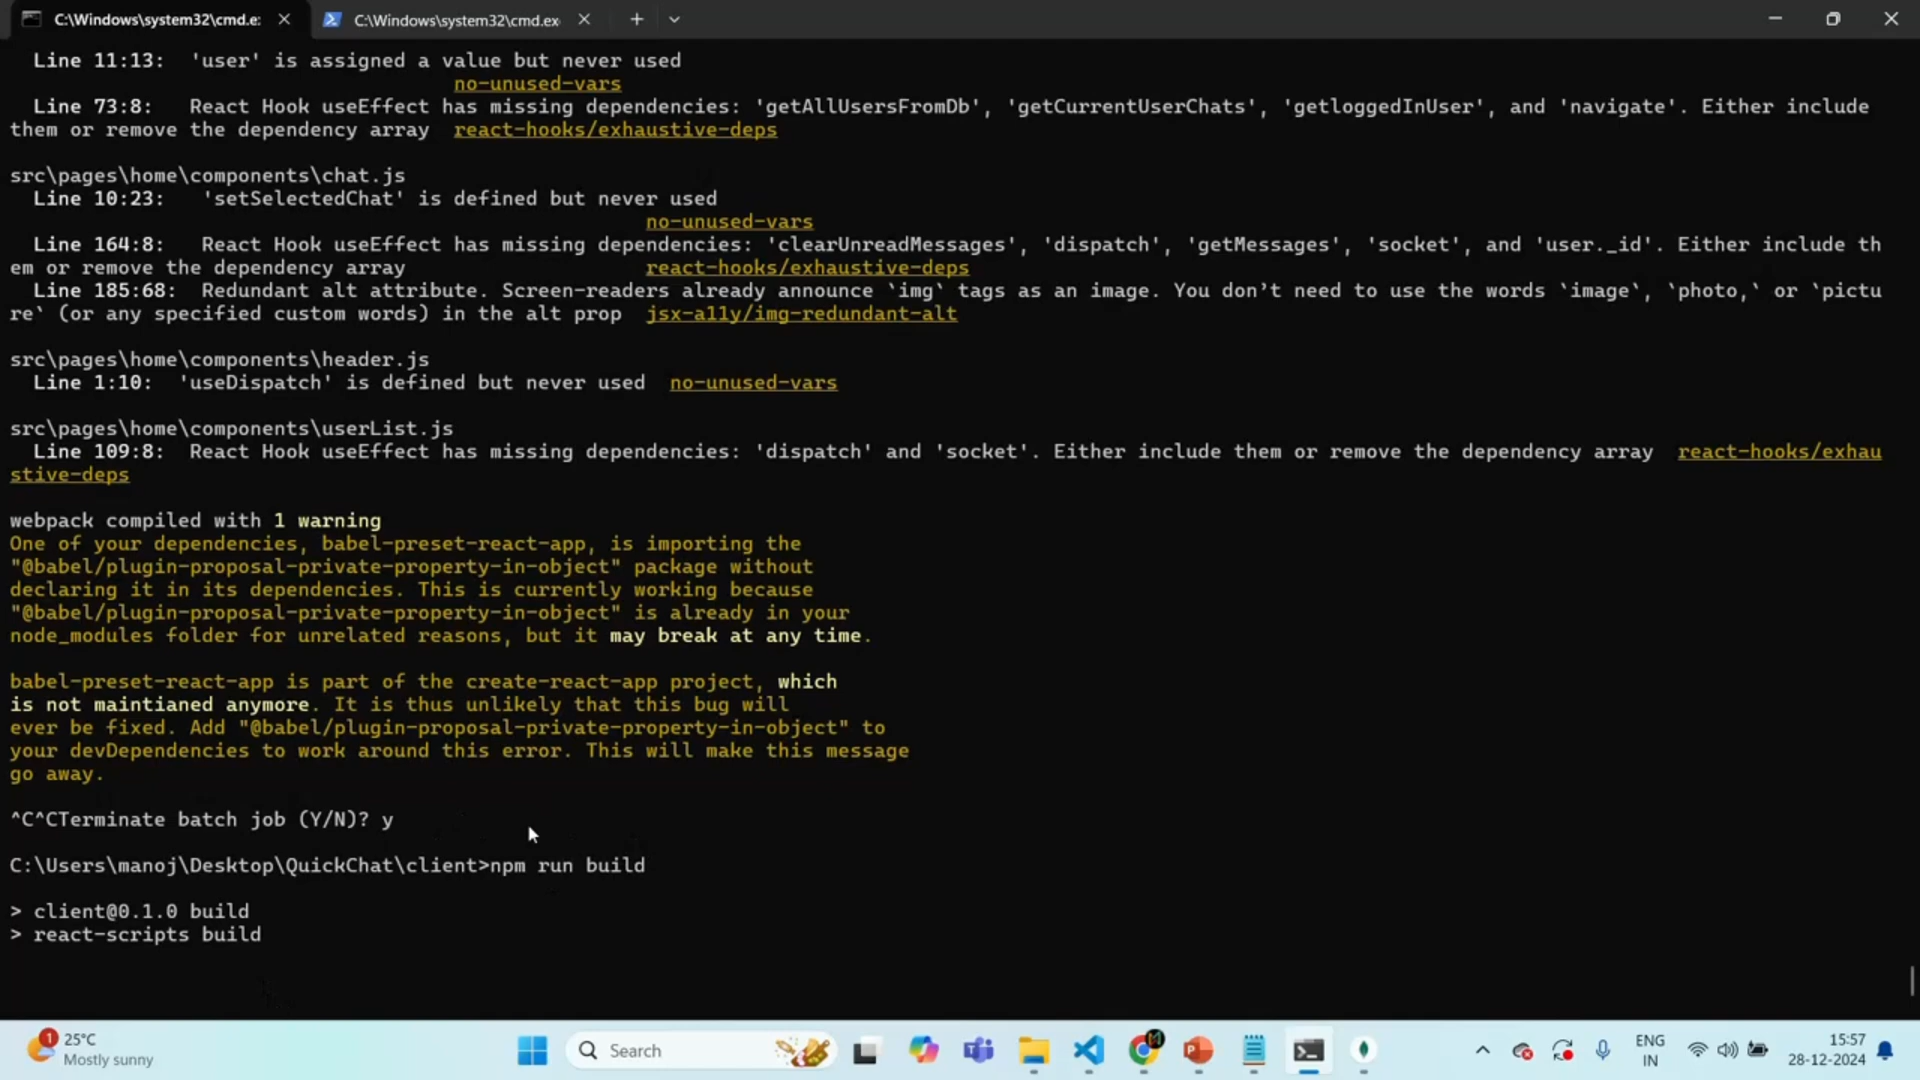 C:\Windows\system32\cmd.e:
C:\Windows\system32\cmd.ex
Line 11:13:  'user' is assigned a value but never used
no-unused-vars
Line 73:8:   React Hook useEffect has missing dependencies: 'getAllUsersFromDb', 'getCurrentUserChats', 'getloggedInUser', and 'navigate'. Either include
them or remove the dependency array  react-hooks/exhaustive-deps
src\pages\home\components\chat.js
Line 10:23:   'setSelectedChat' is defined but never used
no-unused-vars
Line 164:8:   React Hook useEffect has missing dependencies: 'clearUnreadMessages', 'dispatch', 'getMessages', 'socket', and 'user._id'. Either include th
em or remove the dependency array                    react-hooks/exhaustive-deps
Line 185:68:  Redundant alt attribute. Screen-readers already announce `img` tags as an image. You don’t need to use the words `image`, `photo,` or `pictu
re` (or any specified custom words) in the alt prop  jsx-a11y/img-redundant-alt
src\pages\home\components\header.js
Line 1:10:  'useDispatch' is defined but never used  no-unused-vars
src\pages\home\components\userList.js
Line 109:8:  React Hook useEffect has missing dependencies: 'dispatch' and 'socket'. Either include them or remove the dependency array  react-hooks/exhau
stive-deps
webpack compiled with 1 warning
One of your dependencies, babel-preset-react-app, is importing the
"@babel/plugin-proposal-private-property-in-object" package without
declaring it in its dependencies. This is currently working because
"@babel/plugin-proposal-private-property-in-object" is already in your
node_modules folder for unrelated reasons, but it may break at any time.
babel-preset-react-app is part of the create-react-app project, which
is not maintianed anymore. It is thus unlikely that this bug will
ever be fixed. Add "@babel/plugin-proposal-private-property-in-object" to
your devDependencies to work around this error. This will make this message
go away.
^C^CTerminate batch job (Y/N)? y
C:\Users\manoj\Desktop\QuickChat\client>npm run build
> client@0.1.0 build
> react-scripts build
1
25°C
Mostly sunny
Search
ENG
IN
15:57
28-12-2024